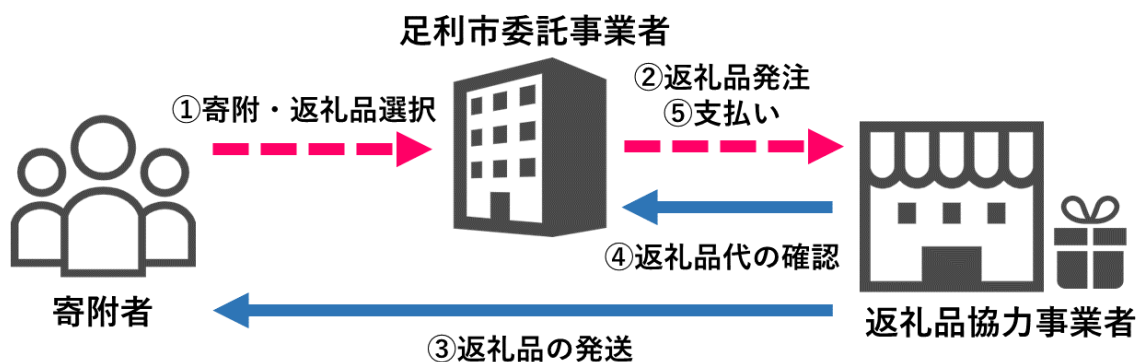 足利市委託事業者
②返礼品発注
①寄附・返礼品選択
⑤支払い
④返礼品代の確認
寄附者
返礼品協力事業者
③返礼品の発送